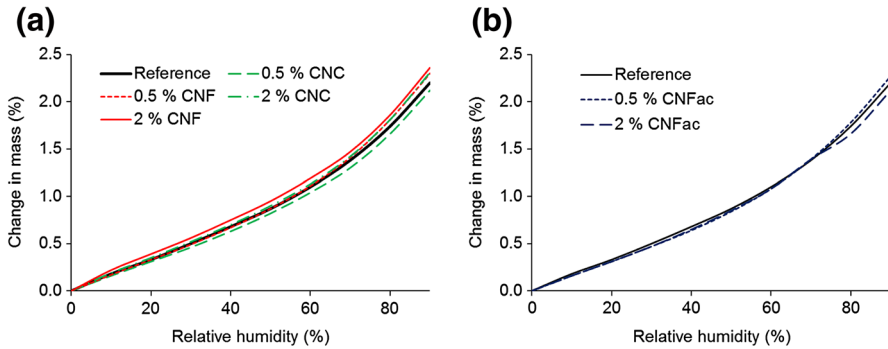 (a)
Change in mass (%)
2.5
2.0
1.5
1.0
0.5
0.0
Reference
0.5 % CNF
2 % CNF
0.5 % CNC
2 % CNC
0 20 40 60 80
Relative humidity (%)
(b)
Change in mass (%)
2.5
2.0
1.5
1.0
0.5
0.0
Reference
0.5 % CNFac
2 % CNFac
0 20 40 60 80
Relative humidity (%)